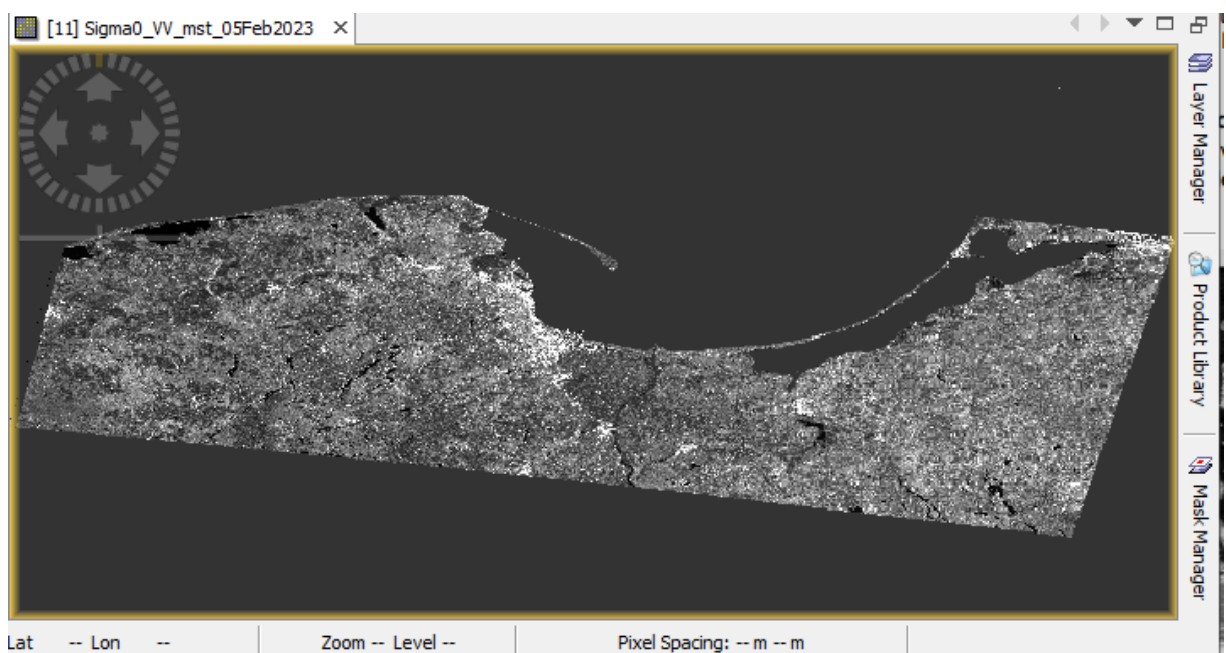 [11] Sigma0_VV_mst_05Feb2023
Layer Manager
Product Library
Mask Manager
Lat -- Lon --
Zoom -- Level --
Pixel Spacing: -- m -- m